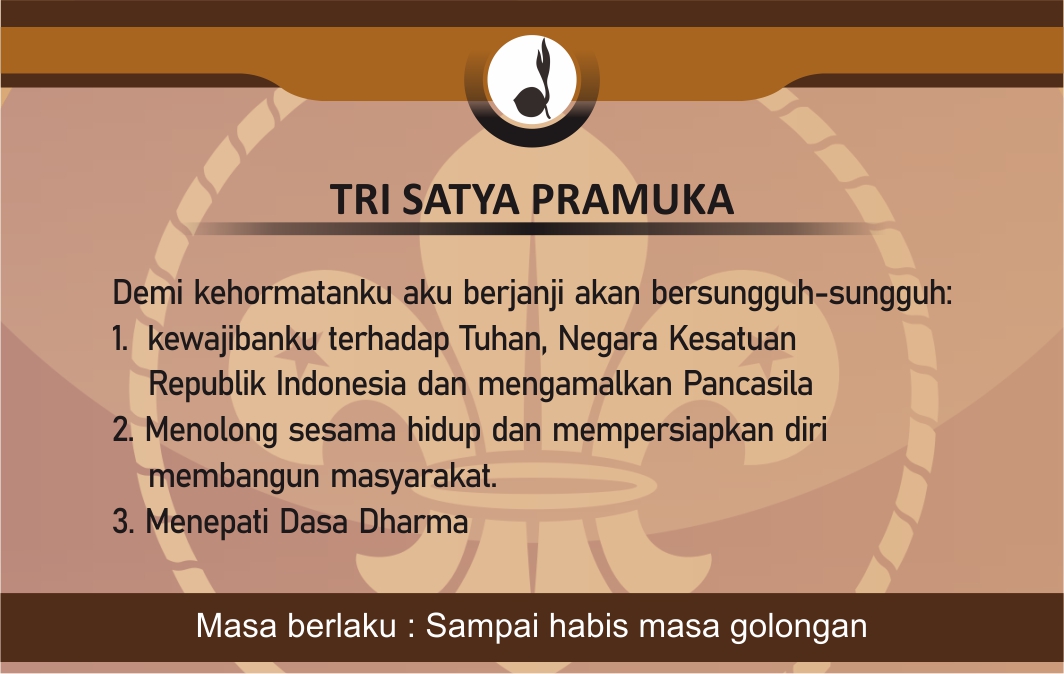 TRI SATYA PRAMUKA
Demi kehormatanku aku berjanji akan bersungguh-sungguh:
1. kewajibanku terhadap Tuhan, Negara Kesatuan
Republik Indonesia dan mengamalkan Pancasila
2. Menolong sesama hidup dan mempersiapkan diri
membangun masyarakat.
3. Menepati Dasa Dharma
Masa berlaku : Sampai habis masa golongan